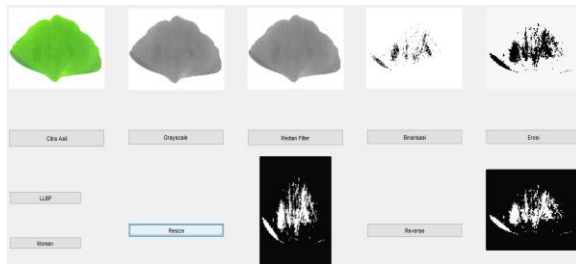 Citra Asli
Grayscale
Median Filter
Binarisasi
Erosi
LLBP
Resize
Reverse
Momen